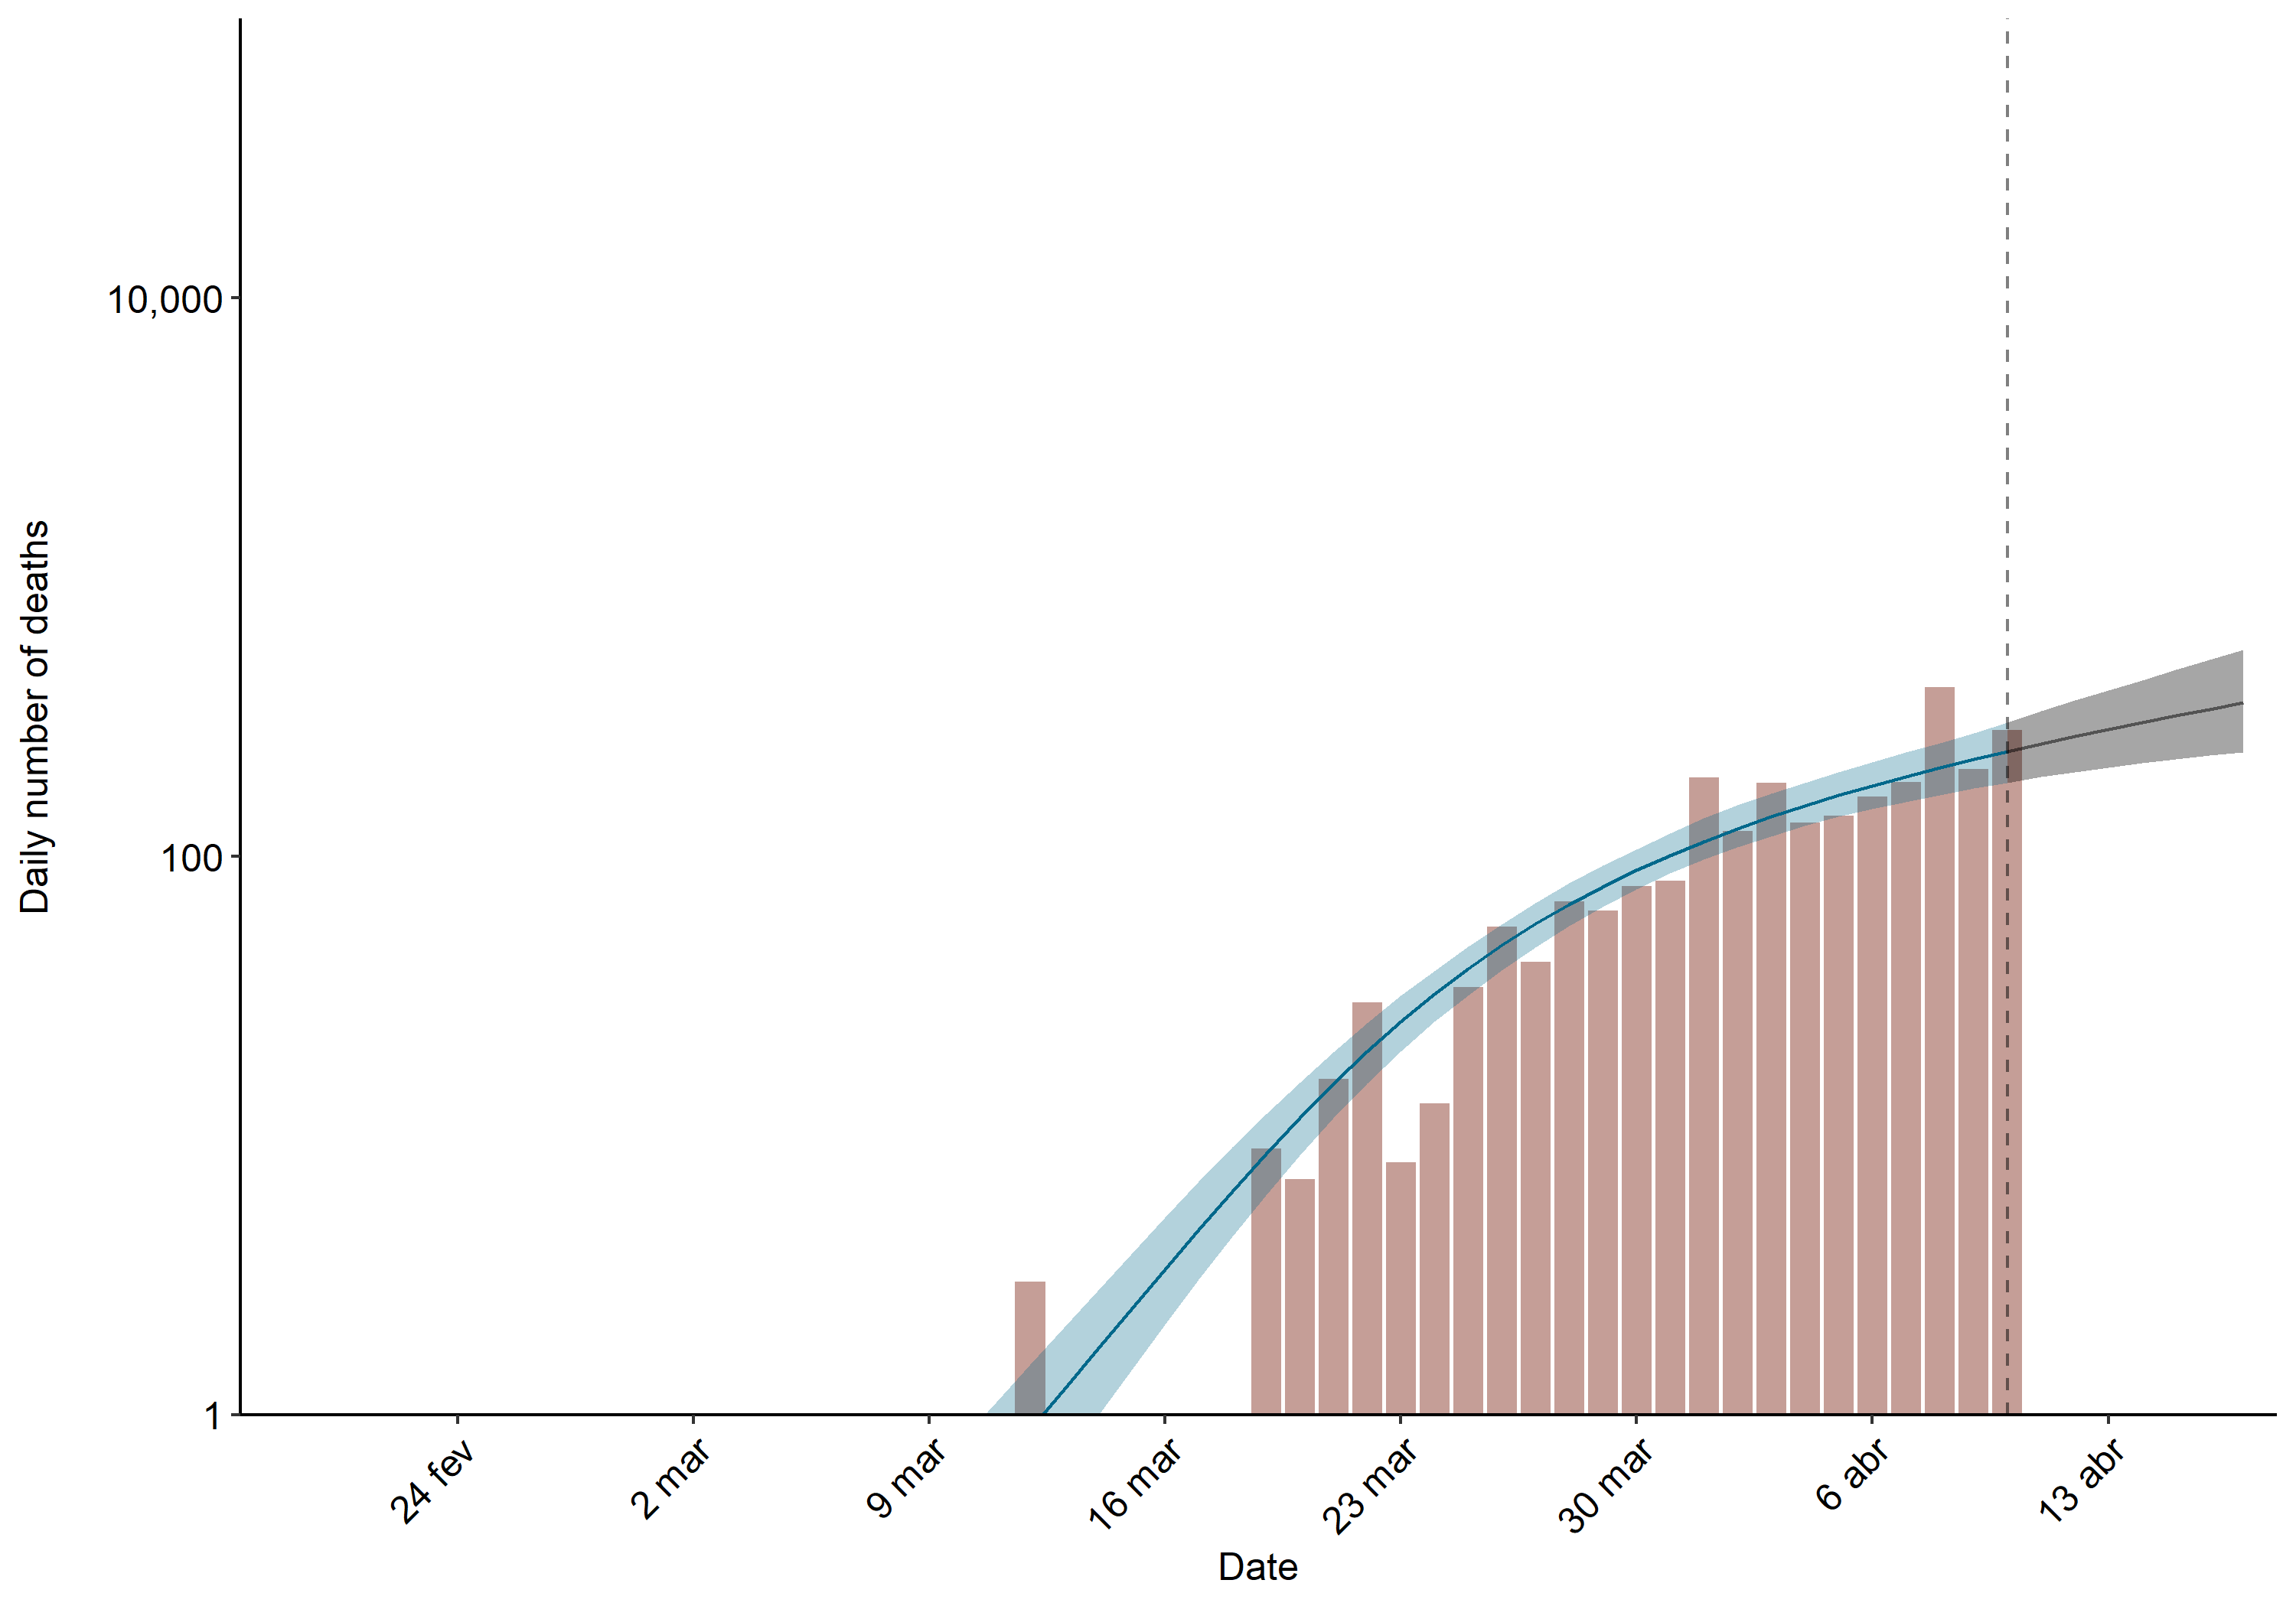 Daily number of deaths
10,000
100
1
24 fev
2 mar
9 mar
16 mar
23 mar
30 mar
6 abr
13 abr
Date